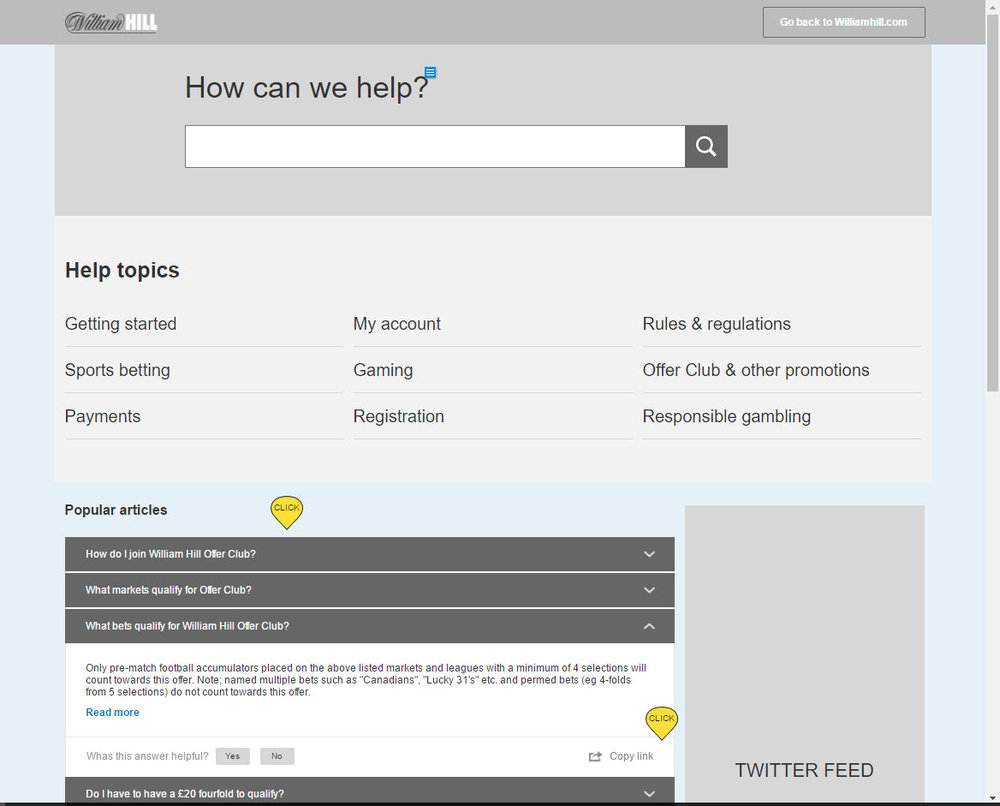 William HILL
Go back to Williamhill.com
How can we help?
Help topics
Getting started
My account
Rules & regulations
Sports betting
Gaming
Offer Club & other promotions
Payments
Registration
Responsible gambling
Popular articles
CLICK
How do I join William Hill Offer Club?
What markets qualify for Offer Club?
What bets qualify for William Hill Offer Club?
Only pre-match football accumulators placed on the above listed markets and leagues with a minimum of 4 selections will
count towards this offer. Note; named multiple bets such as "Canadians", "Lucky 31's" etc. and permed bets (eg 4-folds
from 5 selections) do not count towards this offer.
Read more
CLICK
Whas this answer helpful?
Yes
No
Copy link
TWITTER FEED
Do I have to have a £20 fourfold to qualify?